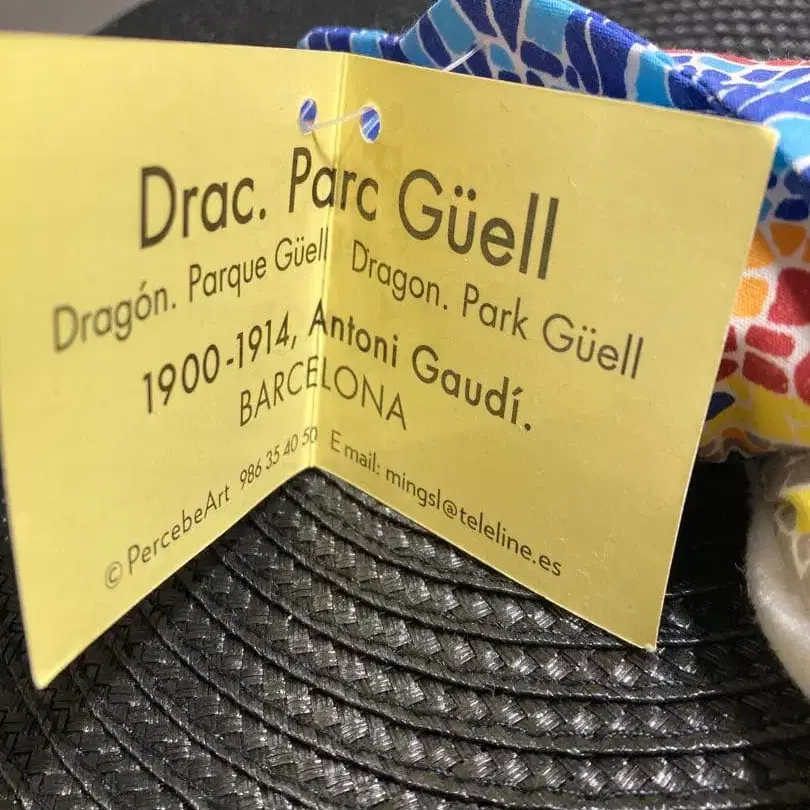 Drac. Parc Güell
Dragón. Parque Güell Dragon. Park Güell
1900-1914, Antoni Gaudí.
BARCELONA
© PercebeArt 986 35 40 50 E mail: mingsl@teleline.es